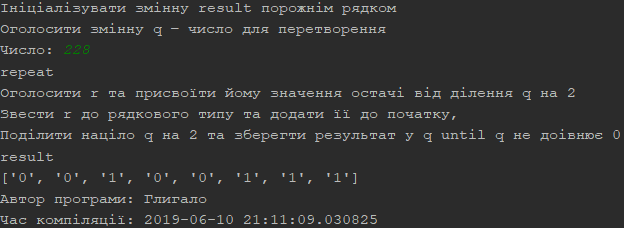 Ініціалізувати змінну result порожнім рядком
Оголосити змінну q - число для перетворення
Число: 228
repeat
Оголосити r та присвоїти йому значення остачі від ділення q на 2
Звести r до рядкового типу та додати її до початку,
Поділити націло q на 2 та зберегти результат у q until q не доівнює 0
result
['0', '0', '1', '0', '0', '1', '1', '1']
Автор програми: Глигало
Час компіляції: 2019-06-10 21:11:09.030825